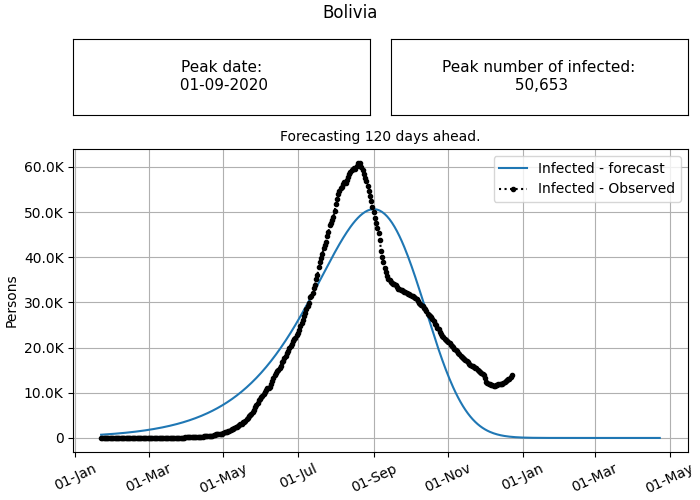 Bolivia
Peak date:
01-09-2020
Peak number of infected:
50,653
Forecasting 120 days ahead.
Infected - forecast
Infected - Observed
60.0K
50.0K
40.0K
30.0K
20.0K
10.0K
0
Persons
01-Jan
01-Mar
01-May
01-Jul
01-Sep
01-Nov
01-Jan
01-Mar
01-May